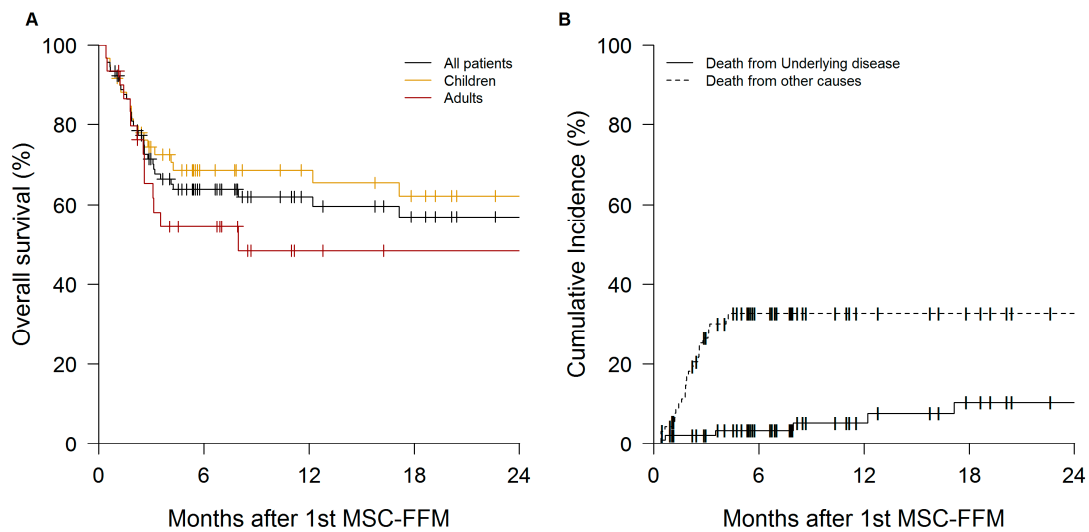 A
Overall survival (%)
100
80
60
40
20
0
All patients
Children
Adults
0 6 12 18 24
Months after 1st MSC-FFM
B
Cumulative Incidence (%)
100
80
60
40
20
0
Death from Underlying disease
Death from other causes
0 6 12 18 24
Months after 1st MSC-FFM